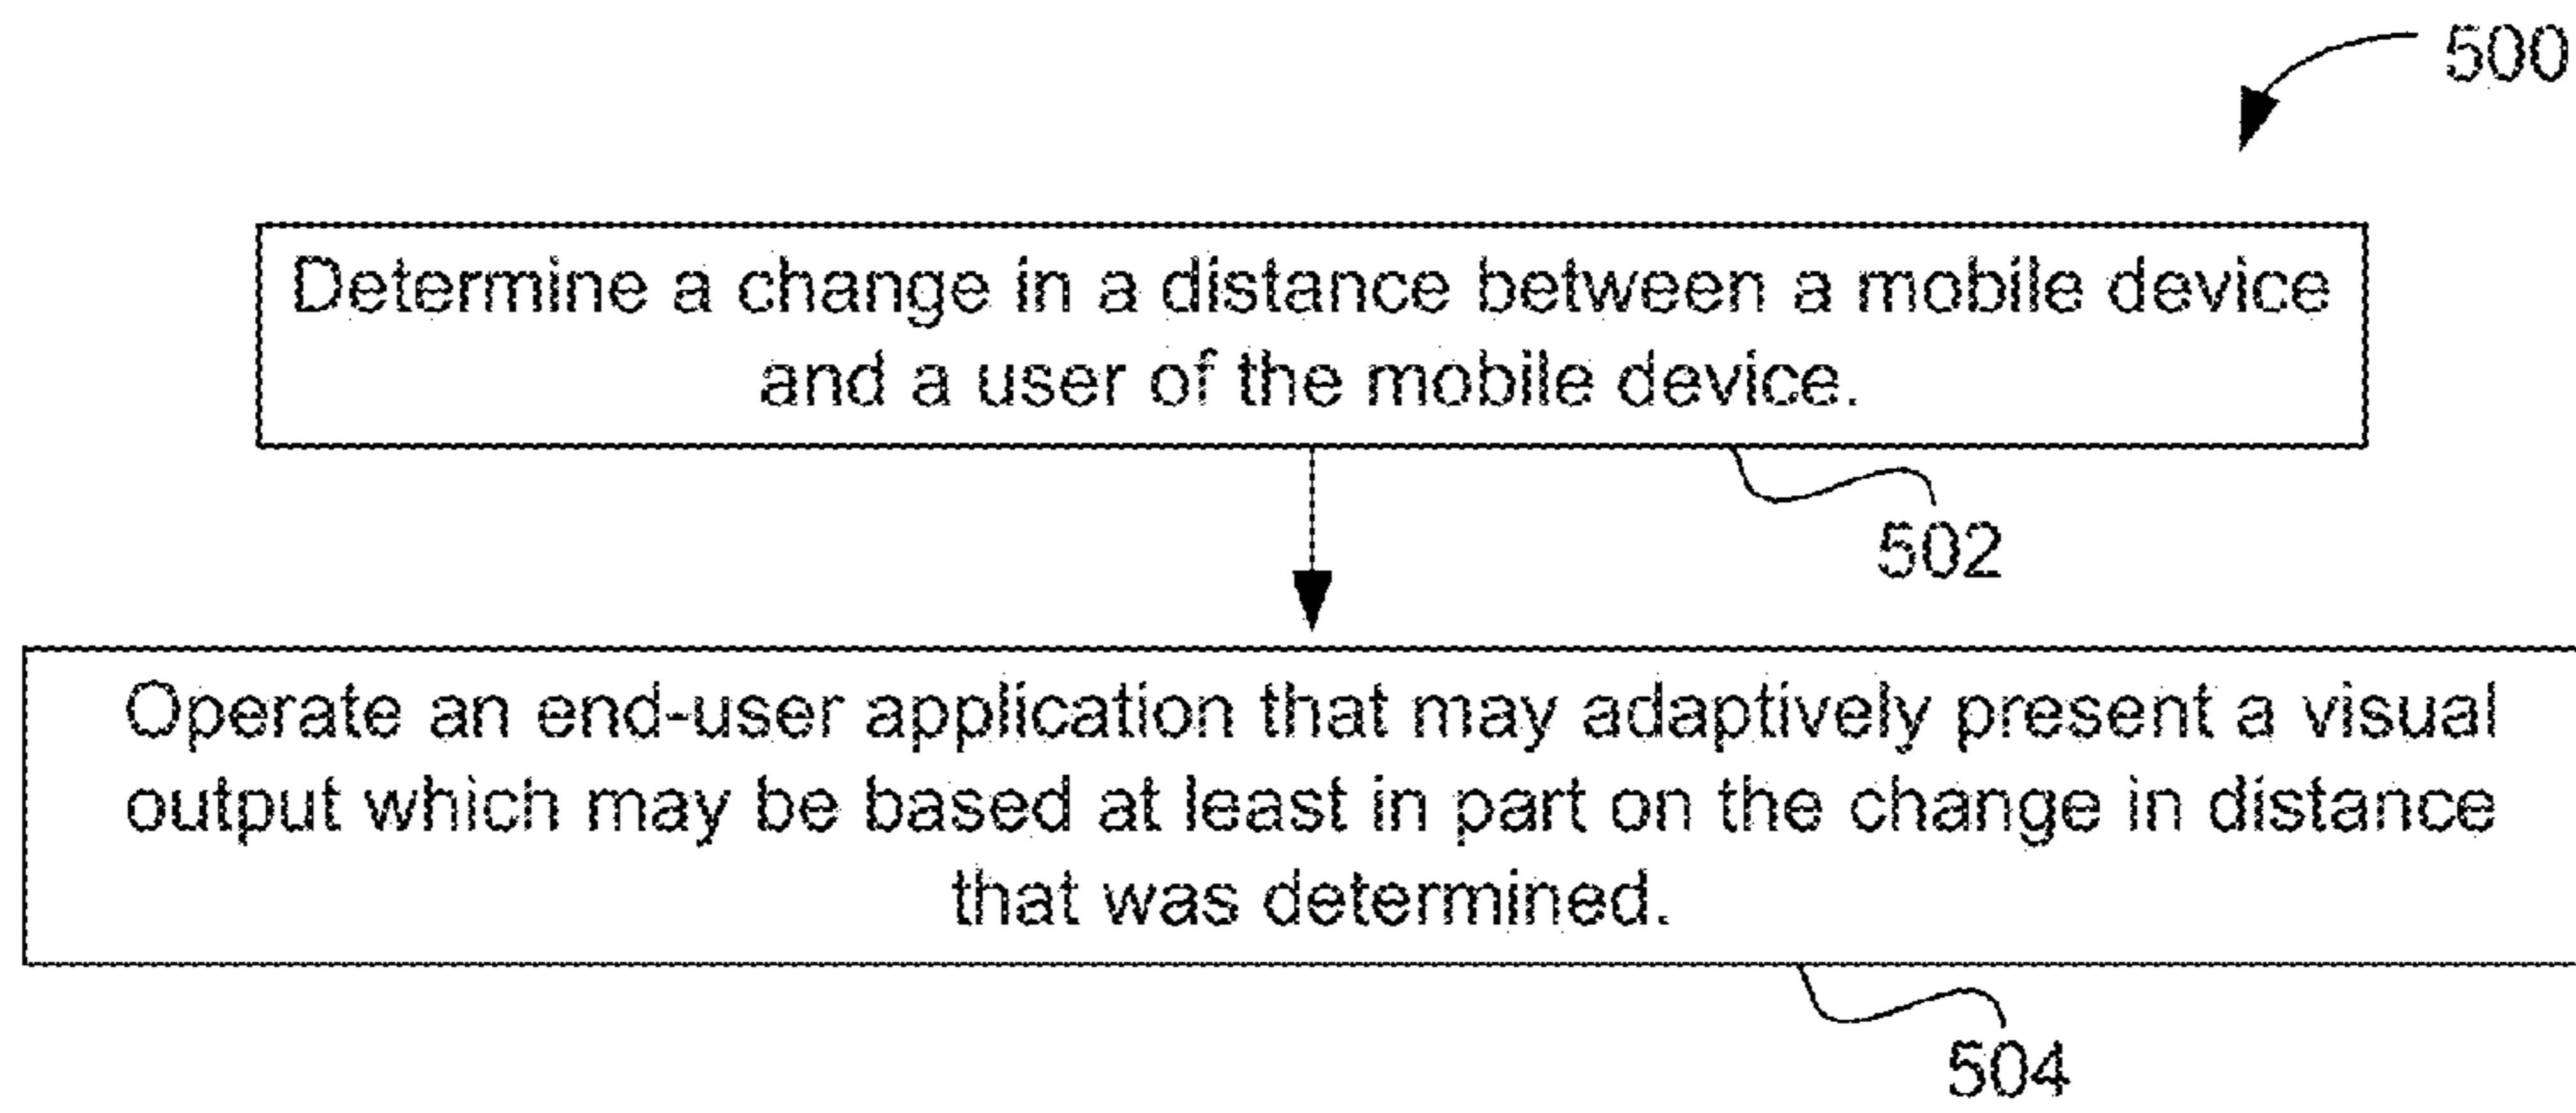 500
Determine a change in a distance between a mobile device
and a user of the mobile device.
502
Operate an end-user application that may adaptively present a visual
output which may be based at least in part on the change in distance
that was determined.
504